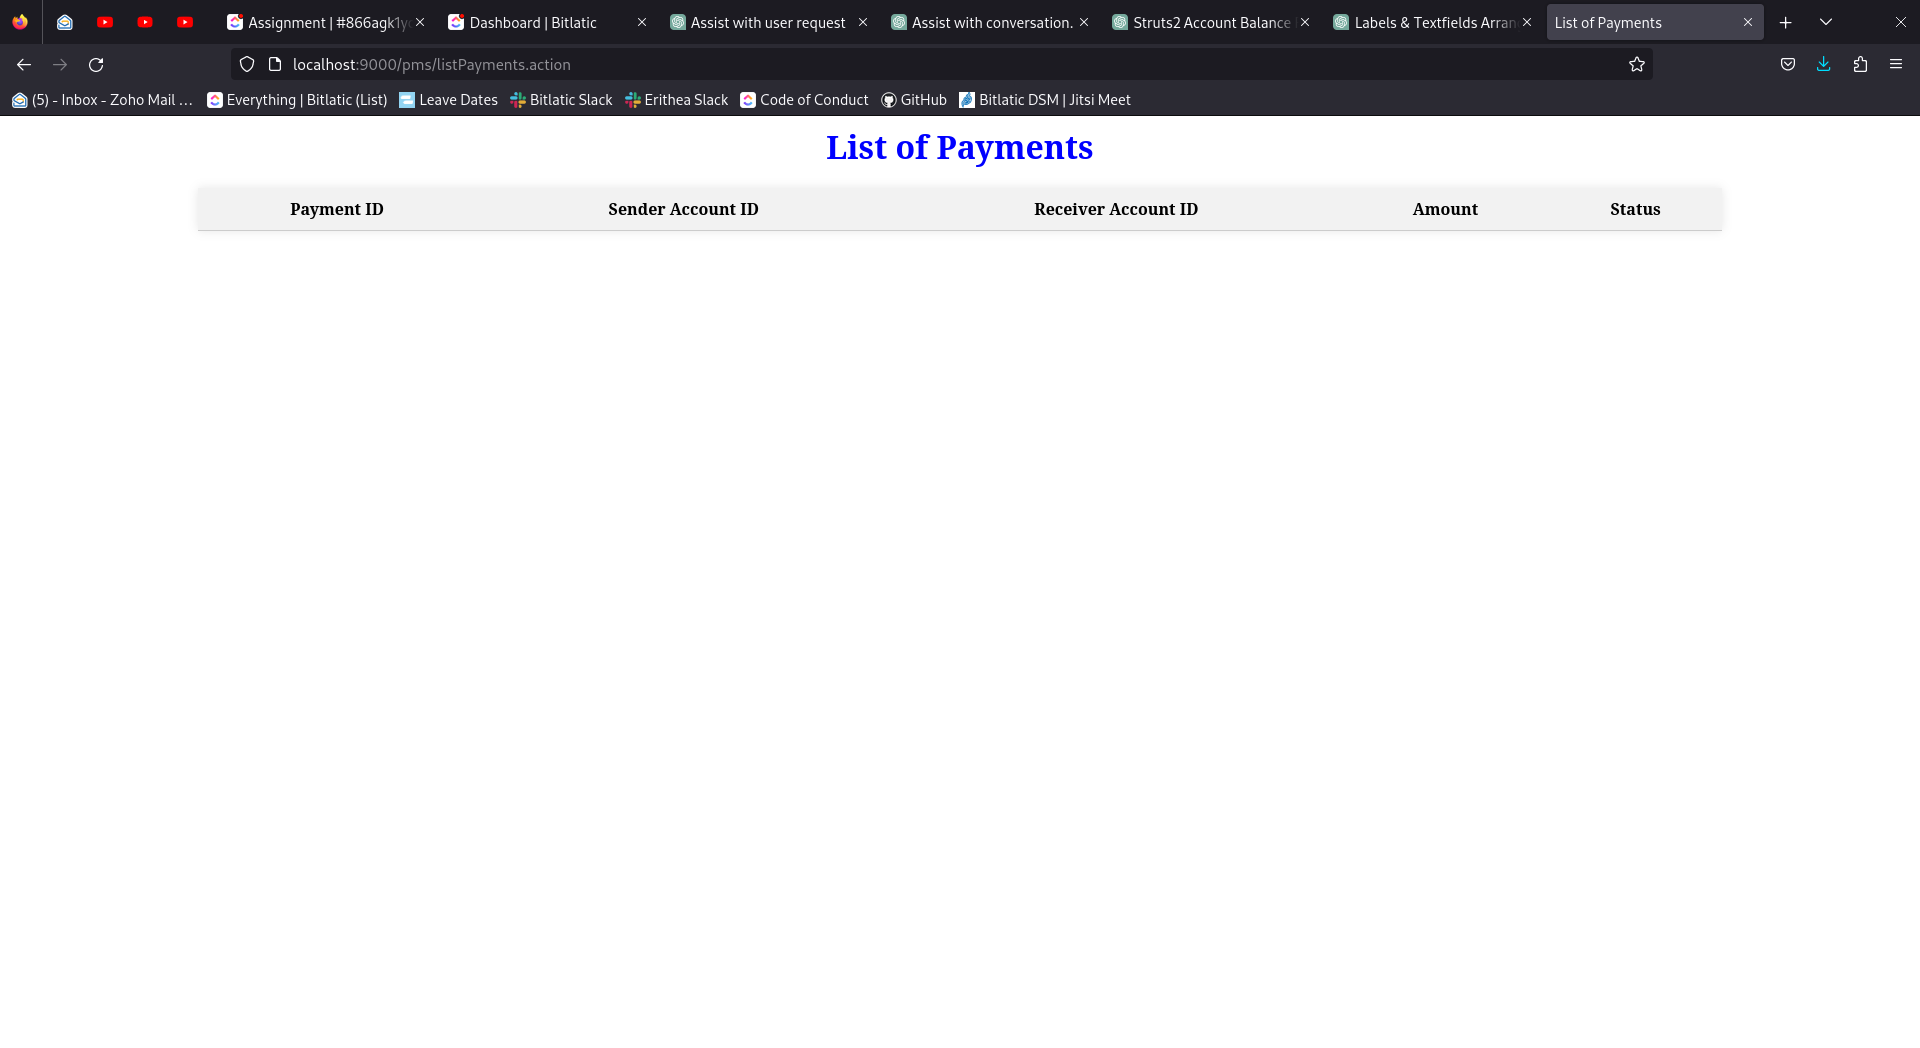 Assignment | #866agk1y
Dashboard | Bitlatic
Assist with user request
Assist with conversation.
Struts2 Account Balance
Labels & Textfields Arran
List of Payments
localhost:9000/pms/listPayments.action
(5) - Inbox - Zoho Mail ...
Everything | Bitlatic (List)
Leave Dates
Bitlatic Slack
Erithea Slack
Code of Conduct
GitHub
Bitlatic DSM | Jitsi Meet
List of Payments
Payment ID Sender Account ID Receiver Account ID Amount Status